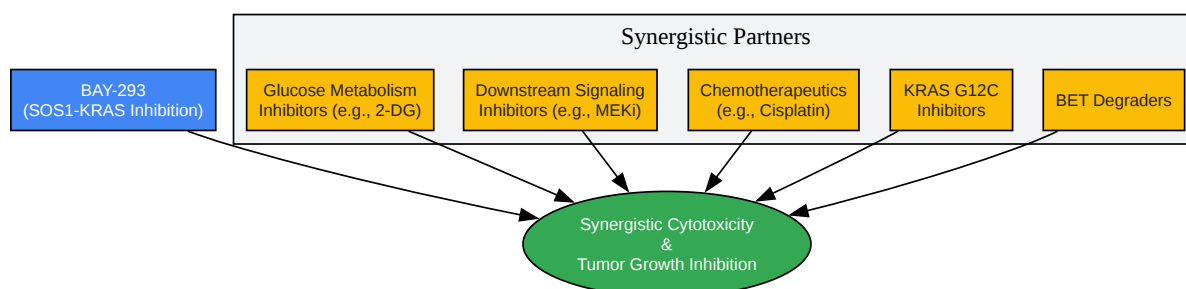 Synergistic Partners
BAY-293
(SOS1-KRAS Inhibition)
Glucose Metabolism
Inhibitors (e.g., 2-DG)
Downstream Signaling
Inhibitors (e.g., MEKi)
Chemotherapeutics
(e.g., Cisplatin)
KRAS G12C
Inhibitors
BET Degraders
Synergistic Cytotoxicity
&
Tumor Growth Inhibition